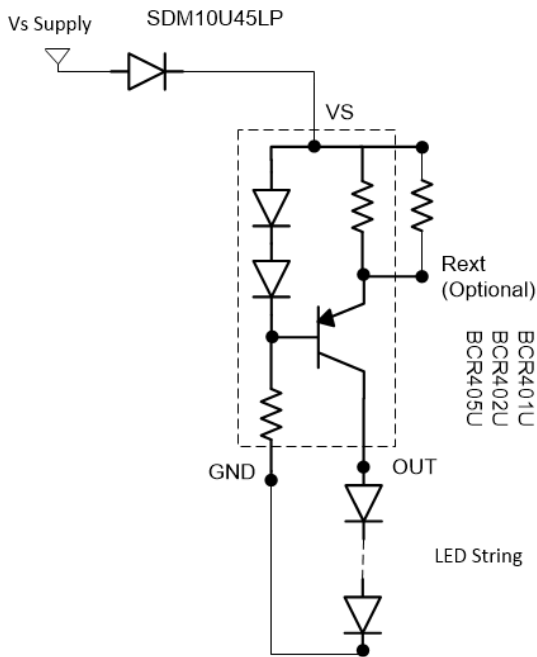 SDM10U45LP
Vs Supply
VS
Rext
(Optional)
BCR401U
BCR402U
BCR405U
GND
OUT
LED String